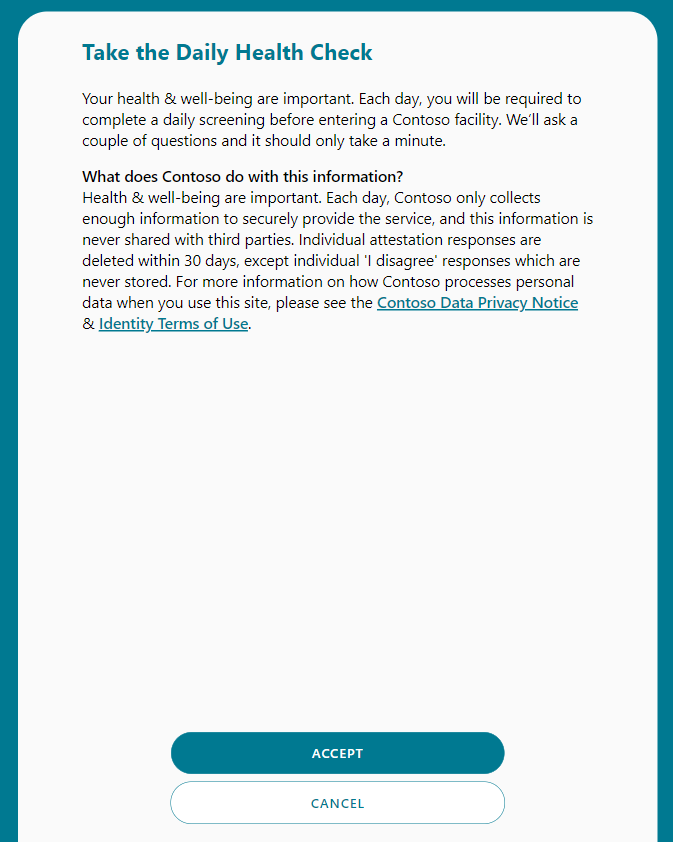 Take the Daily Health Check
Your health & well-being are important. Each day, you will be required to
complete a daily screening before entering a Contoso facility. We'll ask a
couple of questions and it should only take a minute.
What does Contoso do with this information?
Health & well-being are important. Each day, Contoso only collects
enough information to securely provide the service, and this information is
never shared with third parties. Individual attestation responses are
deleted within 30 days, except individual 'I disagree' responses which are
never stored. For more information on how Contoso processes personal
data when you use this site, please see the Contoso Data Privacy Notice
& Identity Terms of Use.
ACCEPT
CANCEL